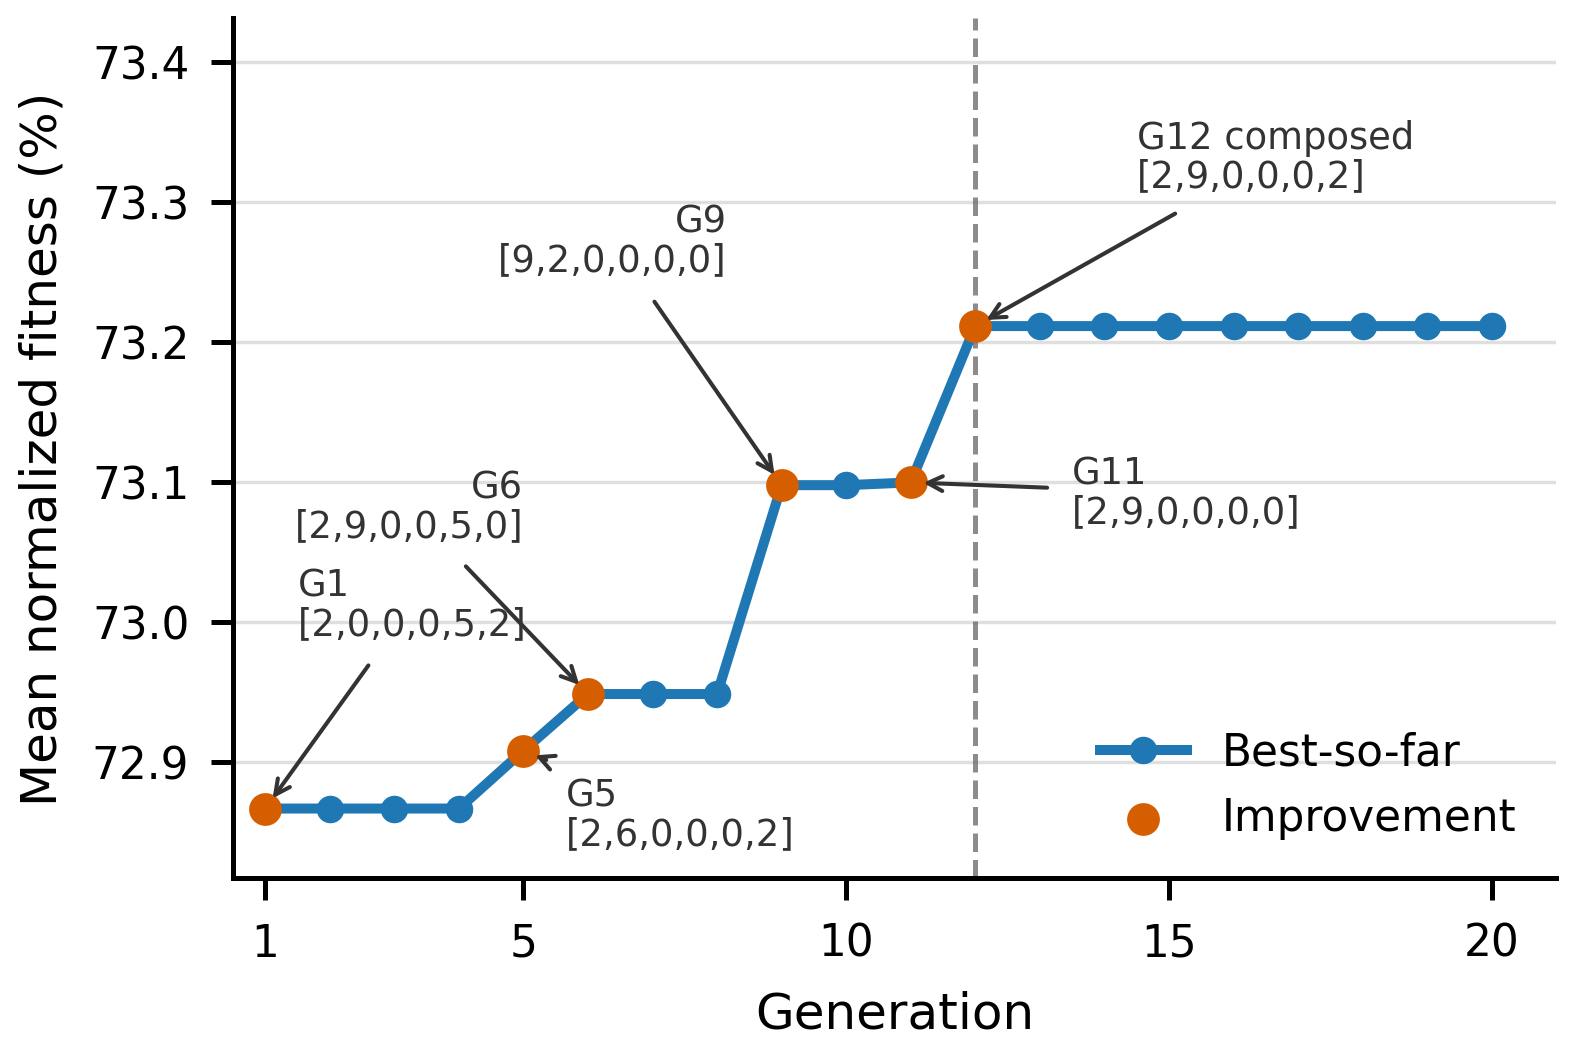 Mean normalized fitness (%)
73.4
73.3
73.2
73.1
73.0
72.9
G12 composed
[2,9,0,0,0,2]
G9
[9,2,0,0,0,0]
G6
[2,9,0,0,5,0]
G11
[2,9,0,0,0,0]
G1
[2,0,0,0,5,2]
G5
[2,6,0,0,0,2]
Best-so-far
Improvement
1
5
10
15
20
Generation